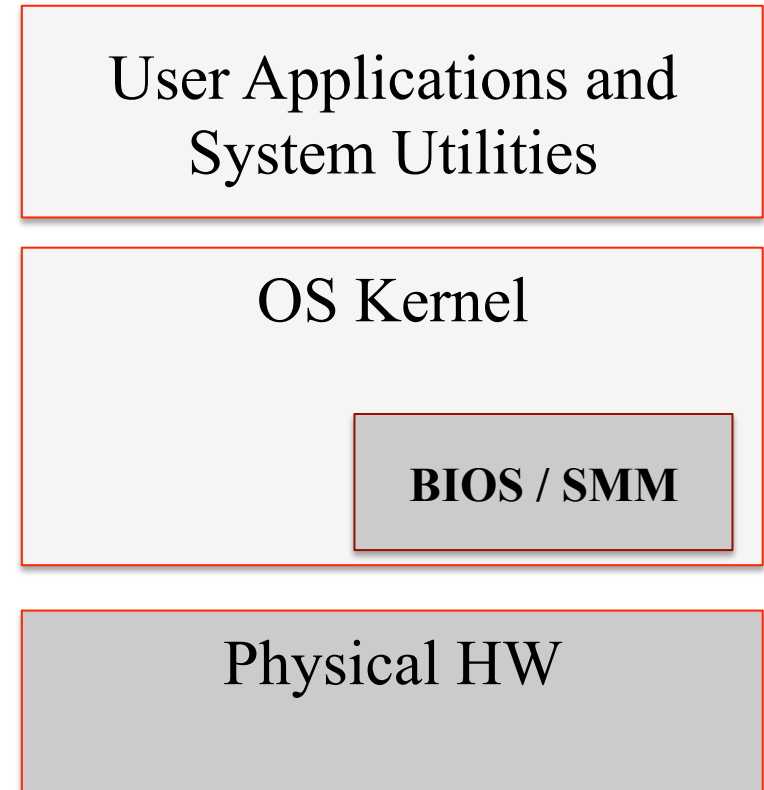 User Applications and
System Utilities
OS Kernel
BIOS / SMM
Physical HW